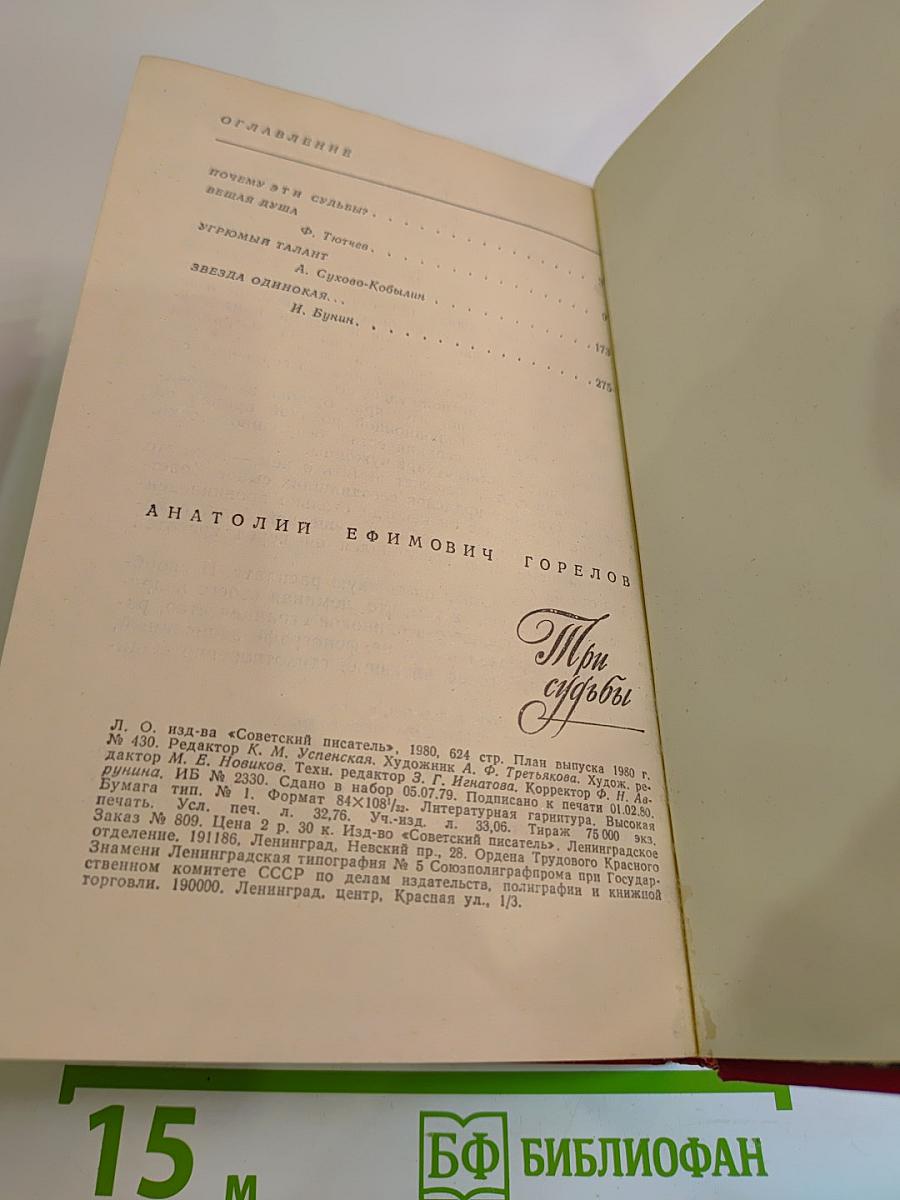 ОГЛАВЛЕНИЕ
ПОЧЕМУ ЭТИ СУДЬБЫ? . . . . . . . . . . . .
ВЕЩАЯ ДУША
Ф. Тютчев . . . . . . . . . . . . 9
УГРЮМЫЙ ТАЛАНТ
А. Сухово-Кобылин . . . . . . . . . . 173
ЗВЕЗДА ОДИНОКАЯ...
И. Бунин . . . . . . . . . . . . . . 275
АНАТОЛИЙ ЕФИМОВИЧ ГОРЕЛОВ
Три
судьбы
Л. О. изд-ва «Советский писатель», 1980, 624 стр. План выпуска 1980 г.
№ 430. Редактор К. М. Успенская. Художник А. Ф. Третьякова. Худож. ре-
дактор М. Е. Новиков. Техн. редактор З. Г. Игнатова. Корректор Ф. Н. Ав-
рунина. ИБ № 2330. Сдано в набор 05.07.79. Подписано к печати 01.02.80.
Бумага тип. № 1. Формат 84×108¹/₃₂. Литературная гарнитура. Высокая
печать. Усл. печ. л. 32,76. Уч.-изд. л. 33,06. Тираж 75 000 экз.
Заказ № 809. Цена 2 р. 30 к. Изд-во «Советский писатель». Ленинградское
отделение. 191186, Ленинград, Невский пр., 28. Ордена Трудового Красного
Знамени Ленинградская типография № 5 Союзполиграфпрома при Государ-
ственном комитете СССР по делам издательств, полиграфии и книжной
торговли. 190000. Ленинград, центр, Красная ул., 1/3.
15 м
БФ БИБЛИОФАН